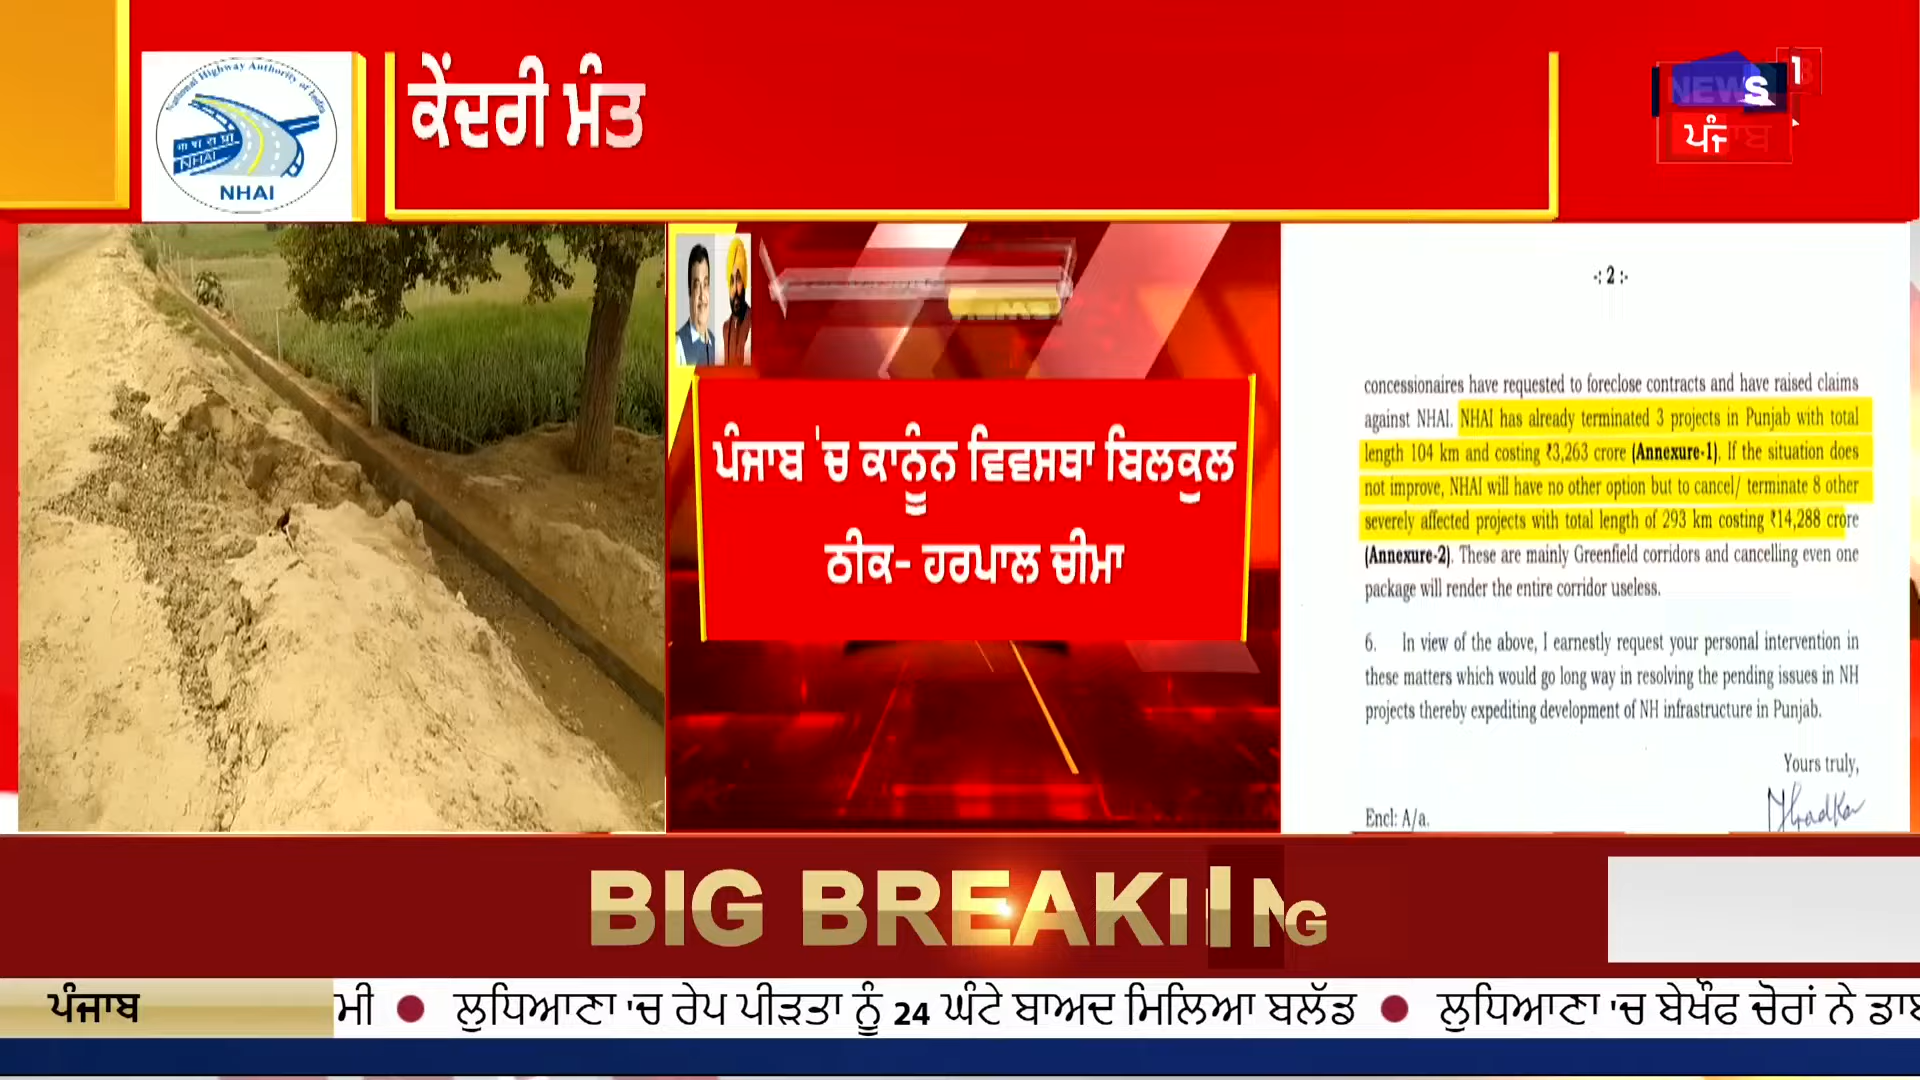 National Highway Authority of India
NHAI
NHAI
ਕੇਂਦਰੀ ਮੰਤ
NEWS
18
ਪੰਜਾਬ
ਪੰਜਾਬ 'ਚ ਕਾਨੂੰਨ ਵਿਵਸਥਾ ਬਿਲਕੁਲ
ਠੀਕ- ਹਰਪਾਲ ਚੀਮਾ
-: 2 :-
concessionaires have requested to foreclose contracts and have raised claims
against NHAI. NHAI has already terminated 3 projects in Punjab with total
length 104 km and costing ₹3,263 crore (Annexure-1). If the situation does
not improve, NHAI will have no other option but to cancel/ terminate 8 other
severely affected projects with total length of 293 km costing ₹14,288 crore
(Annexure-2). These are mainly Greenfield corridors and cancelling even one
package will render the entire corridor useless.
6. In view of the above, I earnestly request your personal intervention in
these matters which would go long way in resolving the pending issues in NH
projects thereby expediting development of NH infrastructure in Punjab.
Yours truly,
Encl: A/a.
BIG BREAKING
ਪੰਜਾਬ
ਮੀ ● ਲੁਧਿਆਣਾ 'ਚ ਰੇਪ ਪੀੜਤਾ ਨੂੰ 24 ਘੰਟੇ ਬਾਅਦ ਮਿਲਿਆ ਬਲੱਡ ● ਲੁਧਿਆਣਾ 'ਚ ਬੇਖੌਫ ਚੋਰਾਂ ਨੇ ਡਾਬ